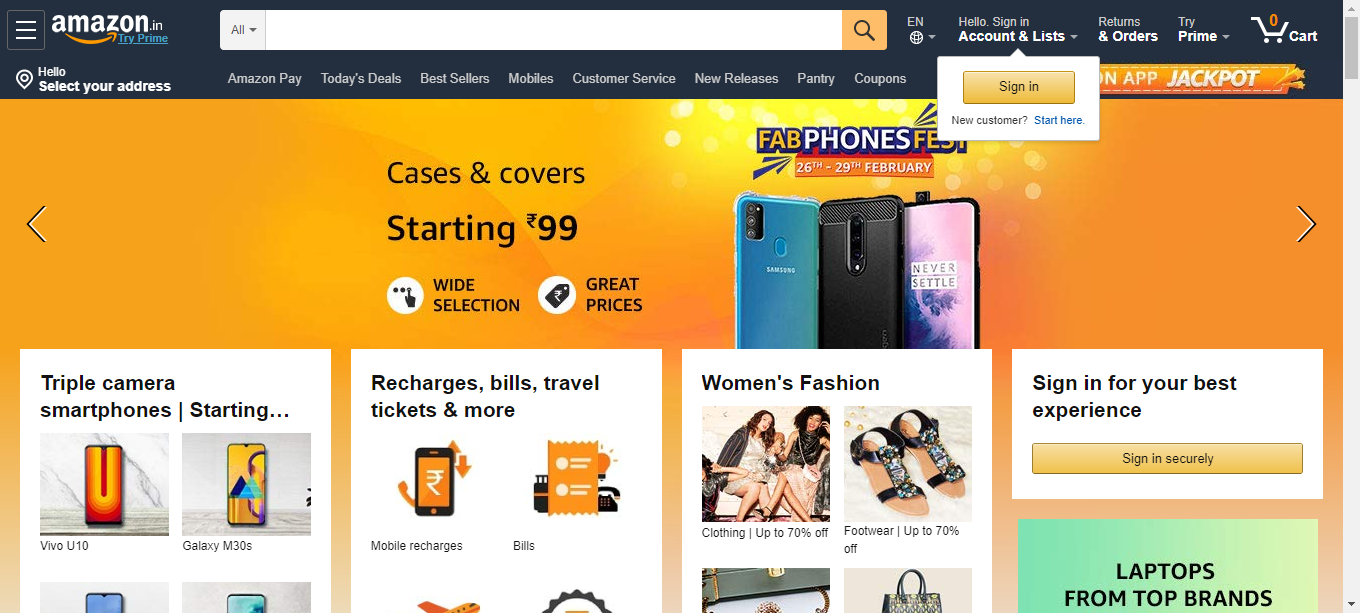 amazon.in
Try Prime
All
EN
Hello. Sign in
Account & Lists
Returns
& Orders
Try
Prime
0
Cart
Hello
Select your address
Amazon Pay
Today's Deals
Best Sellers
Mobiles
Customer Service
New Releases
Pantry
Coupons
ON APP JACKPOT
Sign in
New customer? Start here.
FABPHONESFEST
26TH - 29TH FEBRUARY
Cases & covers
Starting ₹99
WIDE
SELECTION
GREAT
PRICES
SAMSUNG
NEVER
SETTLE
Triple camera
smartphones | Starting…
Vivo U10
Galaxy M30s
Recharges, bills, travel
tickets & more
Mobile recharges
Bills
Women's Fashion
Clothing | Up to 70% off
Footwear | Up to 70%
off
Sign in for your best
experience
Sign in securely
LAPTOPS
FROM TOP BRANDS